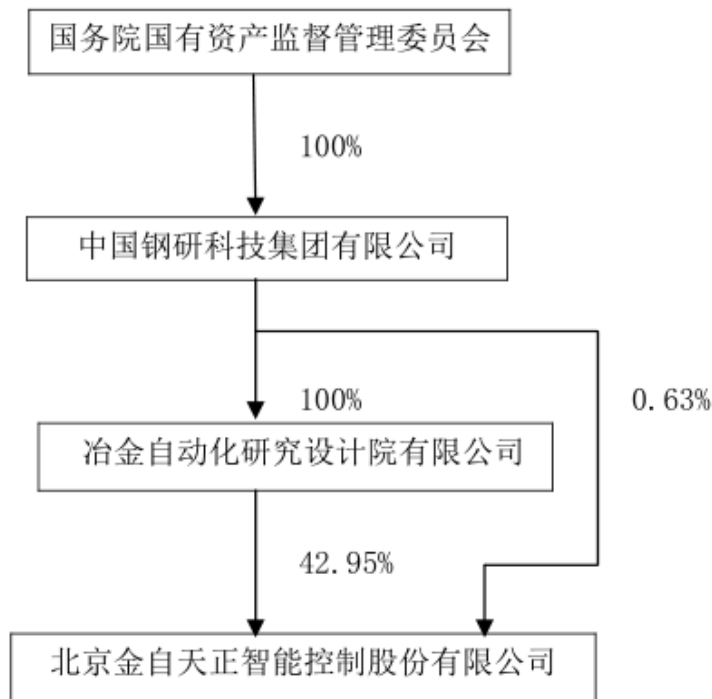 国务院国有资产监督管理委员会
100%
中国钢研科技集团有限公司
100%
0.63%
冶金自动化研究设计院有限公司
42.95%
北京金自天正智能控制股份有限公司